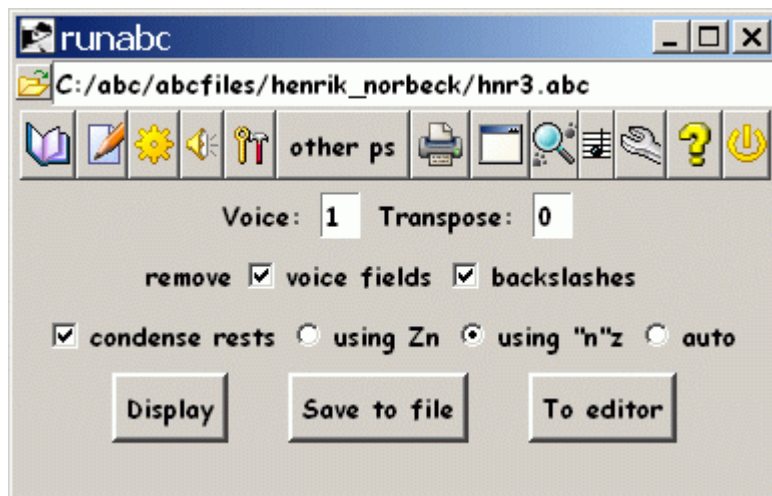 runabc
C:/abc/abcfiles/henrik_norbeck/hnr3.abc
other ps
Voice: 1 Transpose: 0
remove voice fields backslashes
condense rests using Zn using "n"z auto
Display Save to file To editor